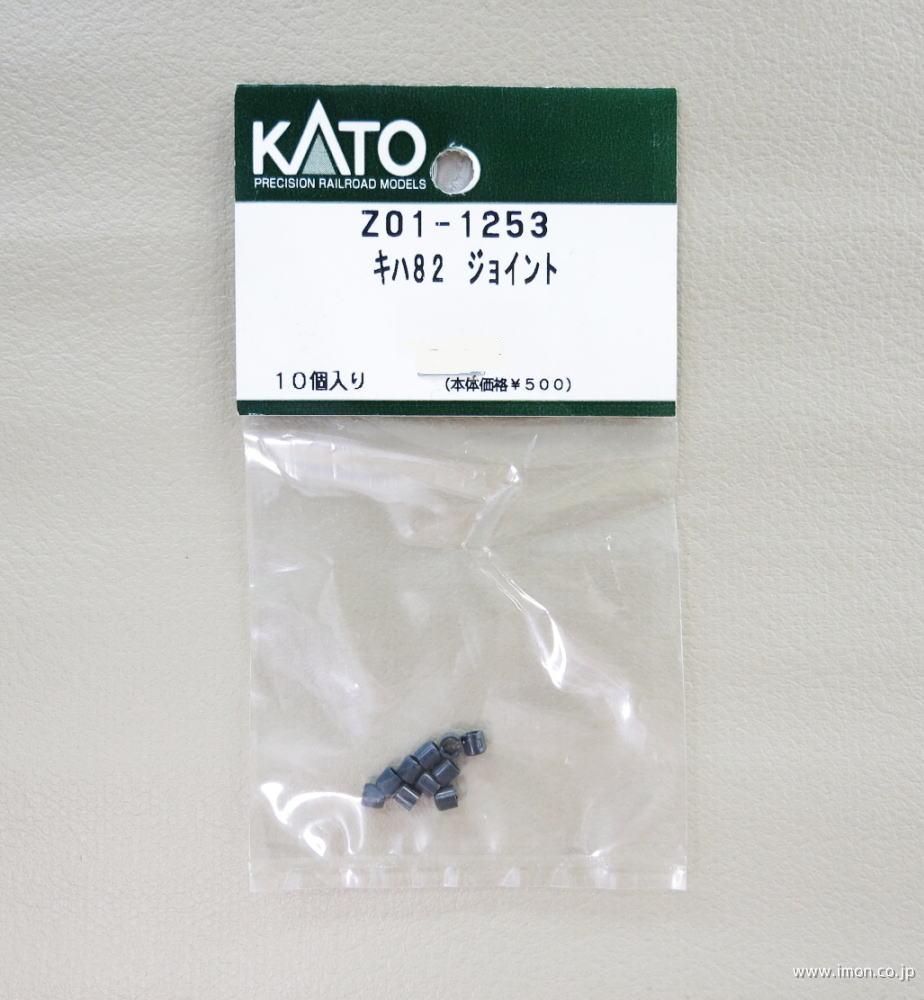 KATO
PRECISION RAILROAD MODELS
Z01-1253
キハ82 ジョイント
10個入り (本体価格¥500)
www.imon.co.jp